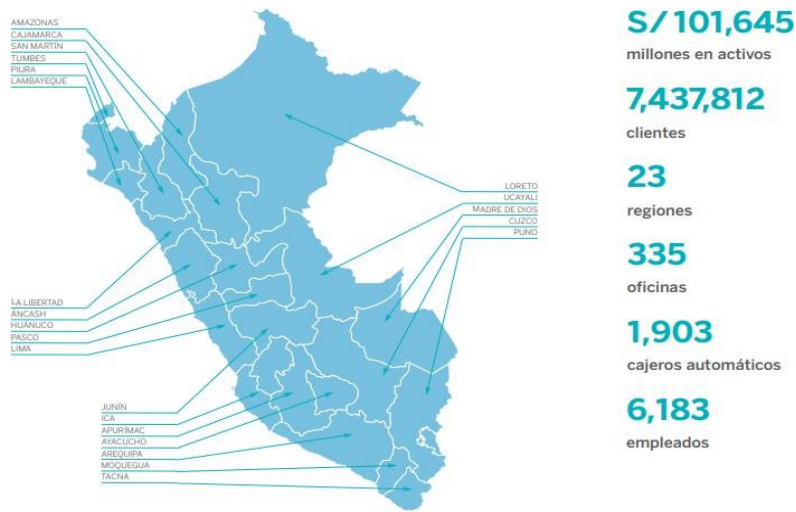 AMAZONAS
CAJAMARCA
SAN MARTÍN
TUMBES
PIURA
LAMBAYEQUE
LORETO
UCAYALI
MADRE DE DIOS
CUZCO
PUNO
LA LIBERTAD
ÁNCASH
HUÁNUCO
PASCO
LIMA
JUNÍN
ICA
APURÍMAC
AYACUCHO
AREQUIPA
MOQUEGUA
TACNA
S/ 101,645
millones en activos
7,437,812
clientes
23
regiones
335
oficinas
1,903
cajeros automáticos
6,183
empleados